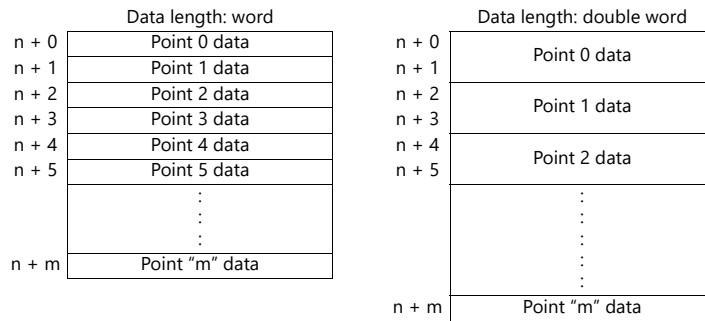 Data length: word
n + 0 Point 0 data
n + 1 Point 1 data
n + 2 Point 2 data
n + 3 Point 3 data
n + 4 Point 4 data
n + 5 Point 5 data
:
:
:
n + m Point “m” data
Data length: double word
n + 0
Point 0 data
n + 1
n + 2
Point 1 data
n + 3
n + 4
Point 2 data
n + 5
:
:
:
:
:
n + m Point “m” data